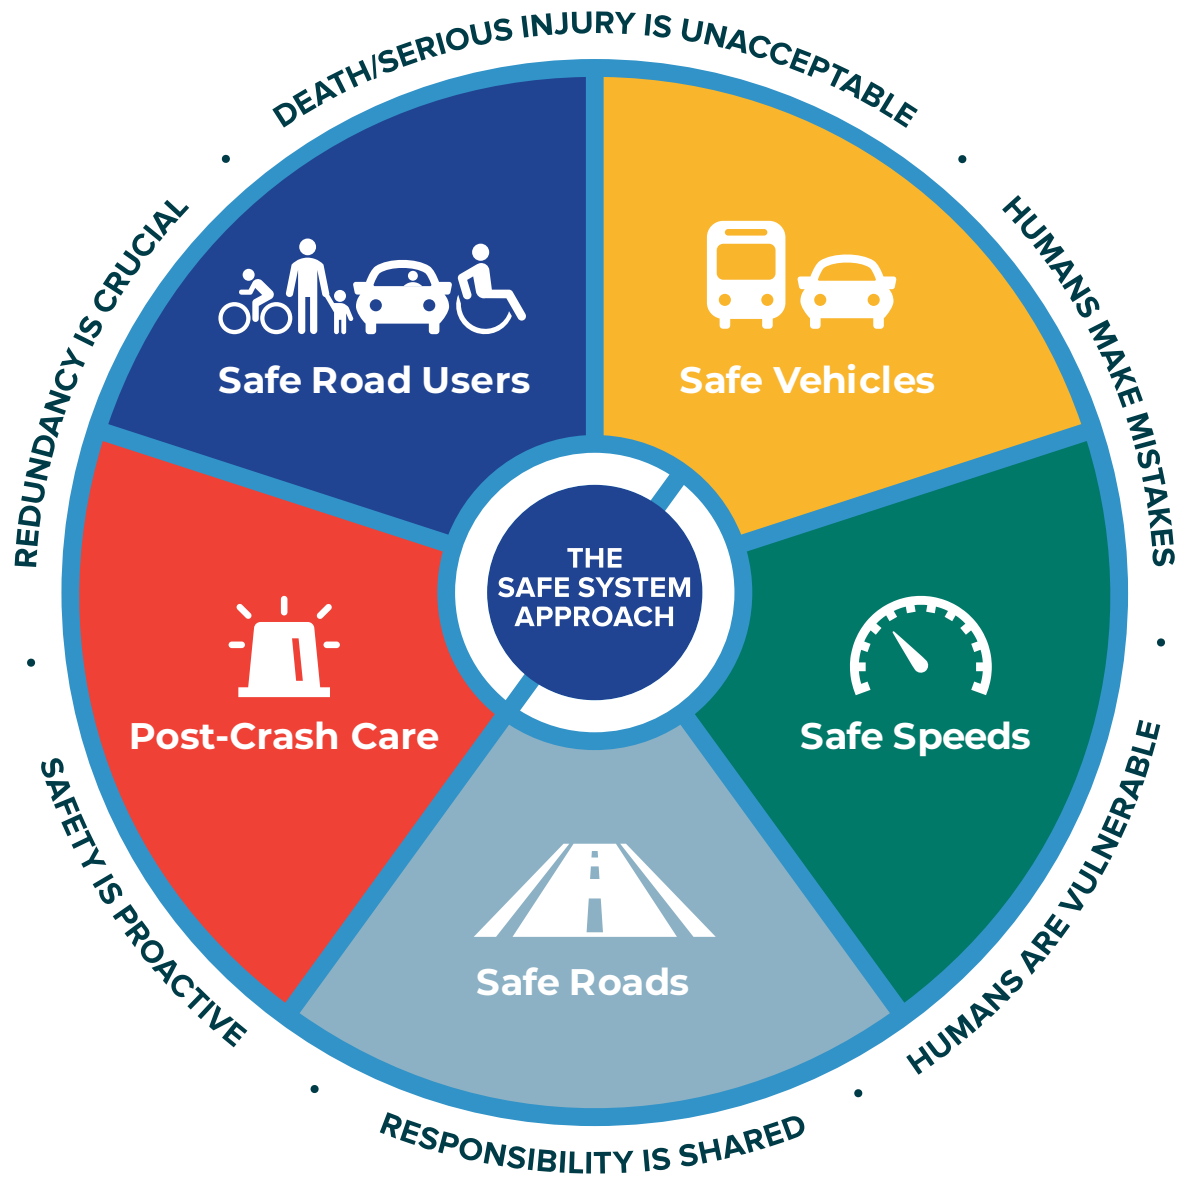 DEATH/SERIOUS INJURY IS UNACCEPTABLE
HUMANS MAKE MISTAKES
HUMANS ARE VULNERABLE
RESPONSIBILITY IS SHARED
SAFETY IS PROACTIVE
REDUNDANCY IS CRUCIAL
Safe Road Users
Safe Vehicles
THE
SAFE SYSTEM
APPROACH
Post-Crash Care
Safe Speeds
Safe Roads